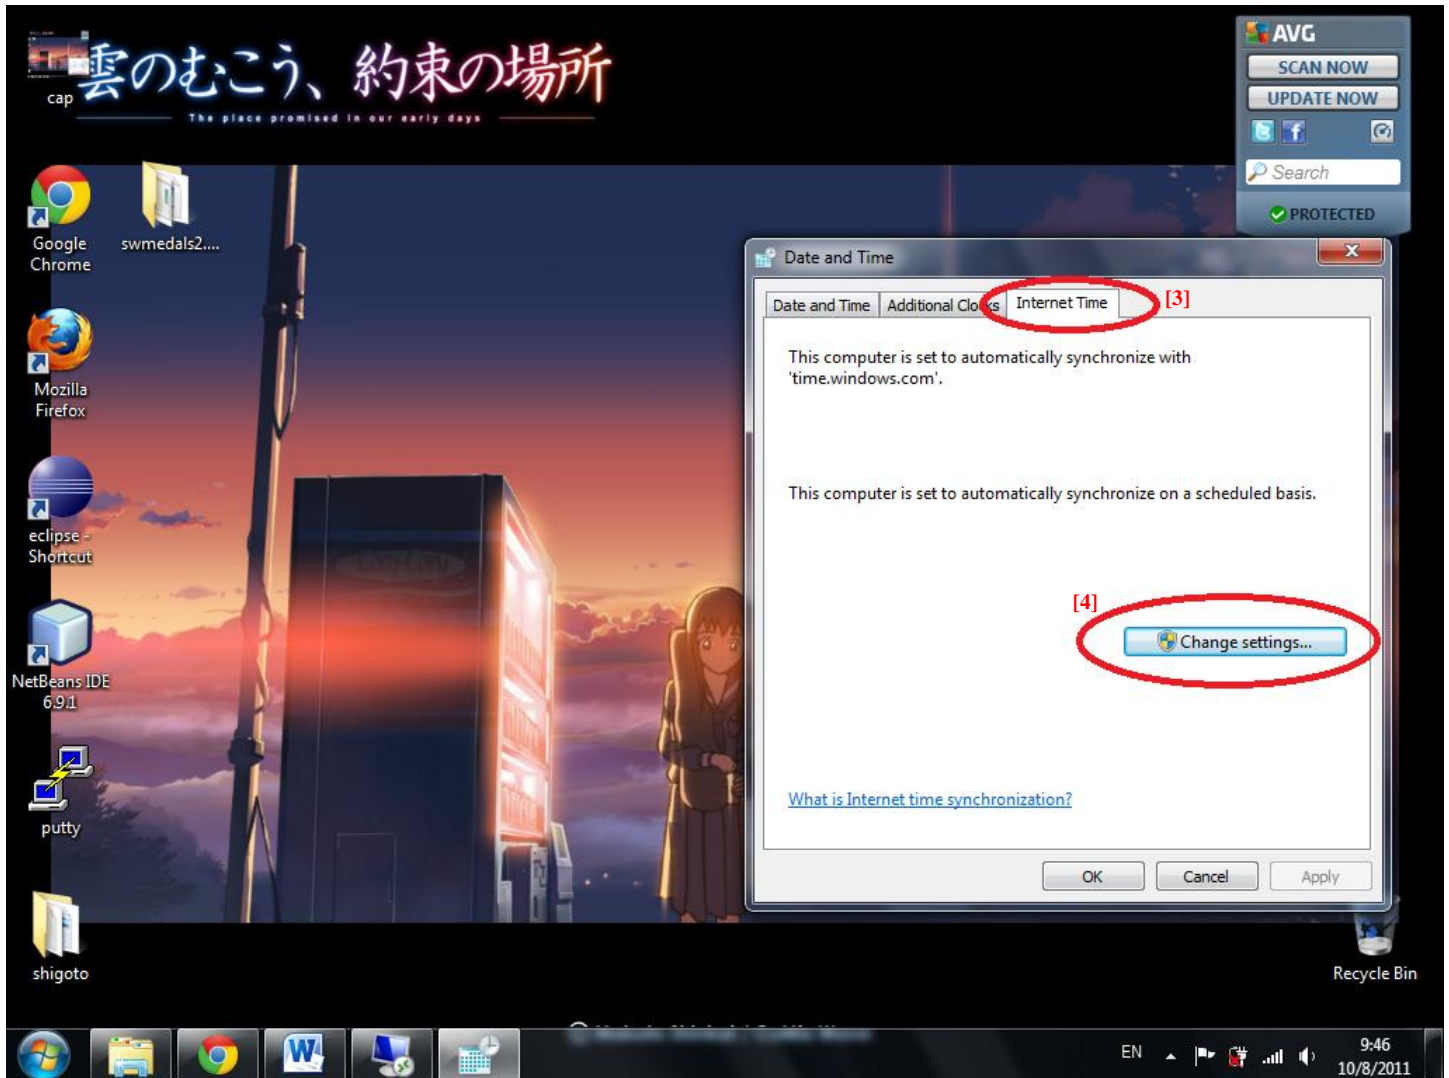 雲のむこう、約束の場所
The place promised in our early days
cap
Google
Chrome
swmedals2....
Mozilla
Firefox
eclipse -
Shortcut
NetBeans IDE
6.9.1
putty
shigoto
AVG
SCAN NOW
UPDATE NOW
Search
PROTECTED
Date and Time
Date and Time
Additional Clocks
Internet Time
[3]
This computer is set to automatically synchronize with
'time.windows.com'.
This computer is set to automatically synchronize on a scheduled basis.
[4]
Change settings...
What is Internet time synchronization?
OK
Cancel
Apply
Recycle Bin
EN
9:46
10/8/2011